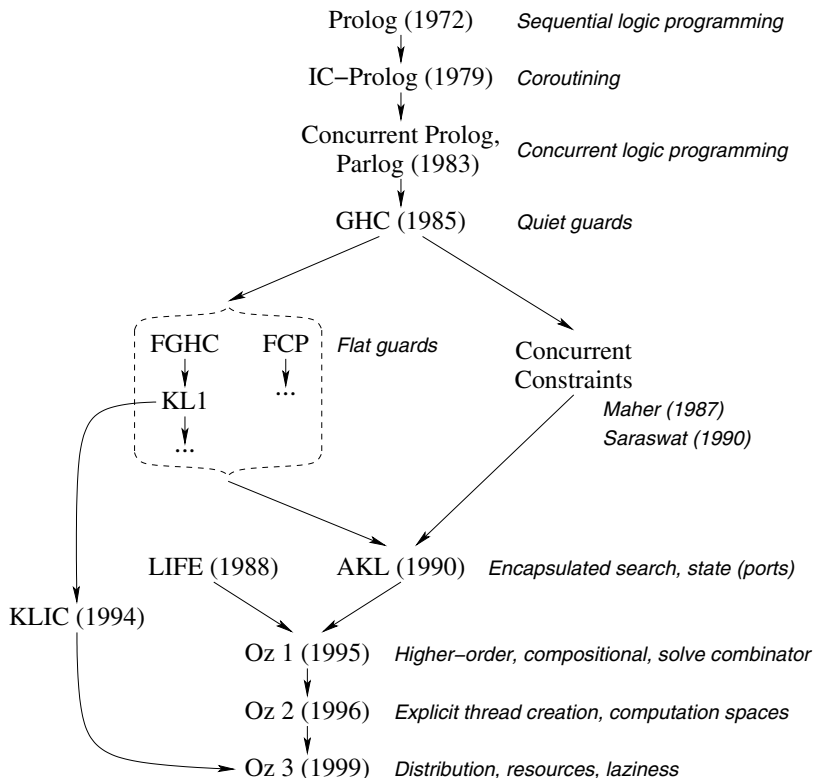 Prolog (1972) Sequential logic programming
IC−Prolog (1979) Coroutining
Concurrent Prolog,
Parlog (1983) Concurrent logic programming
GHC (1985) Quiet guards
FGHC FCP Flat guards
Concurrent
Constraints
...
KL1
Maher (1987)
Saraswat (1990)
...
LIFE (1988) AKL (1990) Encapsulated search, state (ports)
KLIC (1994)
Oz 1 (1995) Higher−order, compositional, solve combinator
Oz 2 (1996) Explicit thread creation, computation spaces
Oz 3 (1999) Distribution, resources, laziness